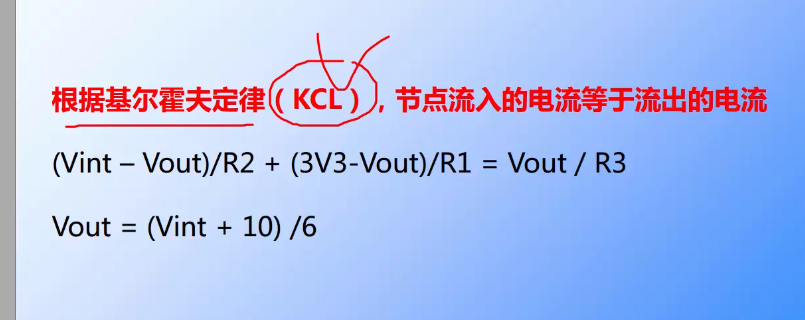 根据基尔霍夫定律（KCL），节点流入的电流等于流出的电流
(Vint – Vout)/R2 + (3V3-Vout)/R1 = Vout / R3
Vout = (Vint + 10) /6